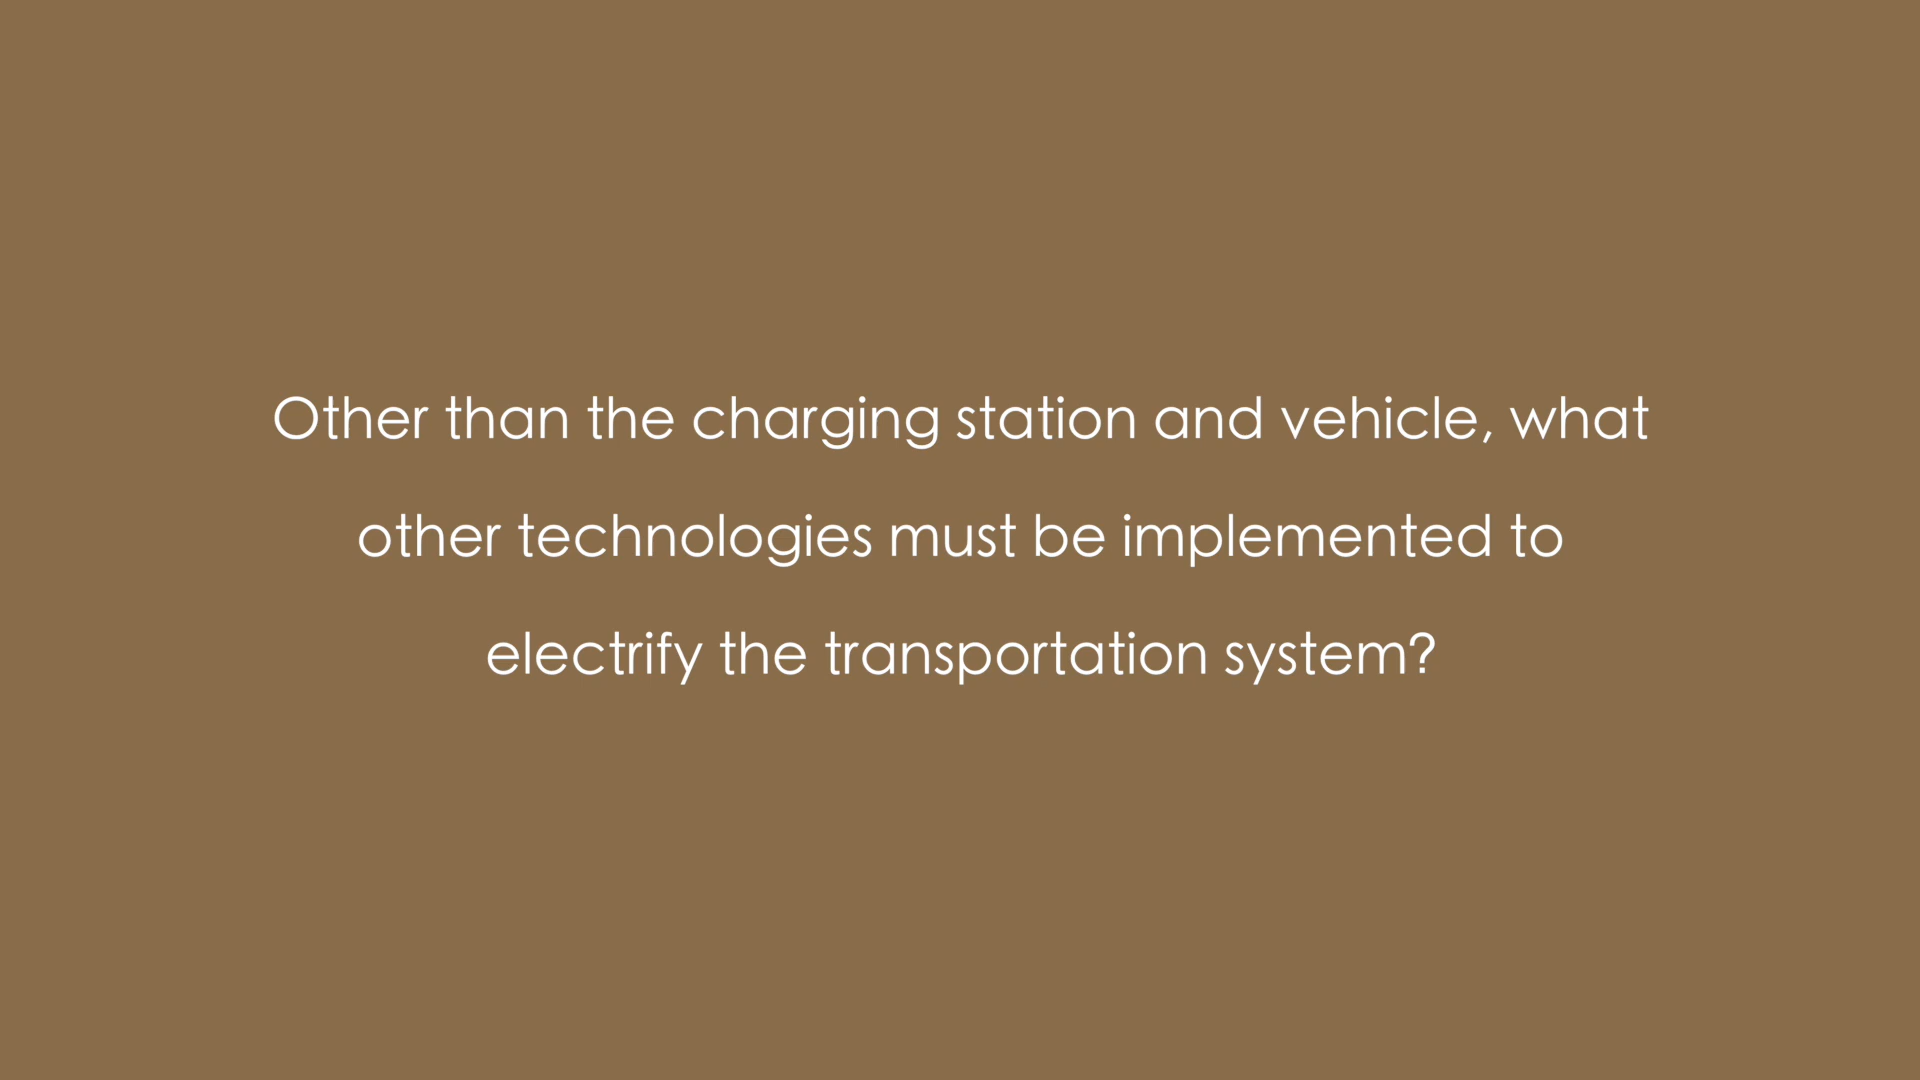 Other than the charging station and vehicle, what
other technologies must be implemented to
electrify the transportation system?